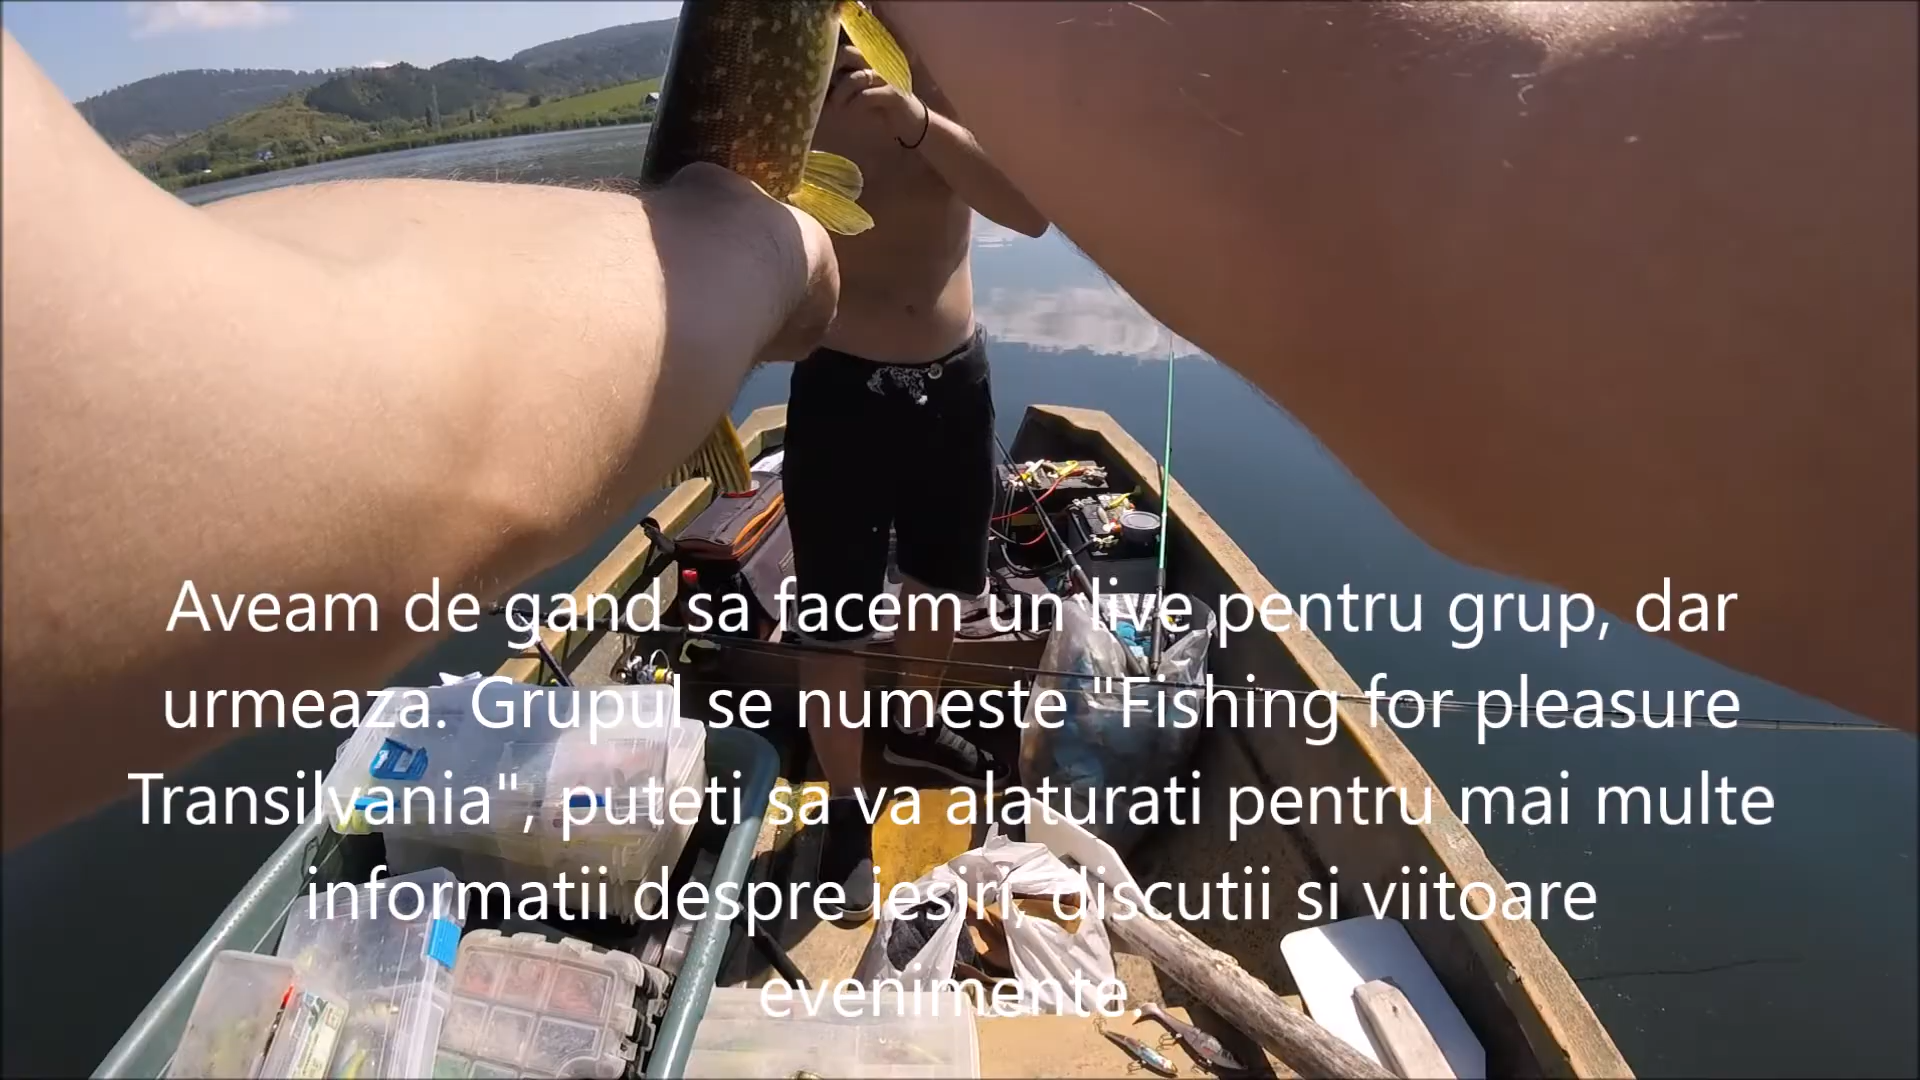 Aveam de gand sa facem un live pentru grup, dar
urmeaza. Grupul se numeste "Fishing for pleasure
Transilvania", puteti sa va alaturati pentru mai multe
informatii despre iesiri, discutii si viitoare
evenimente.